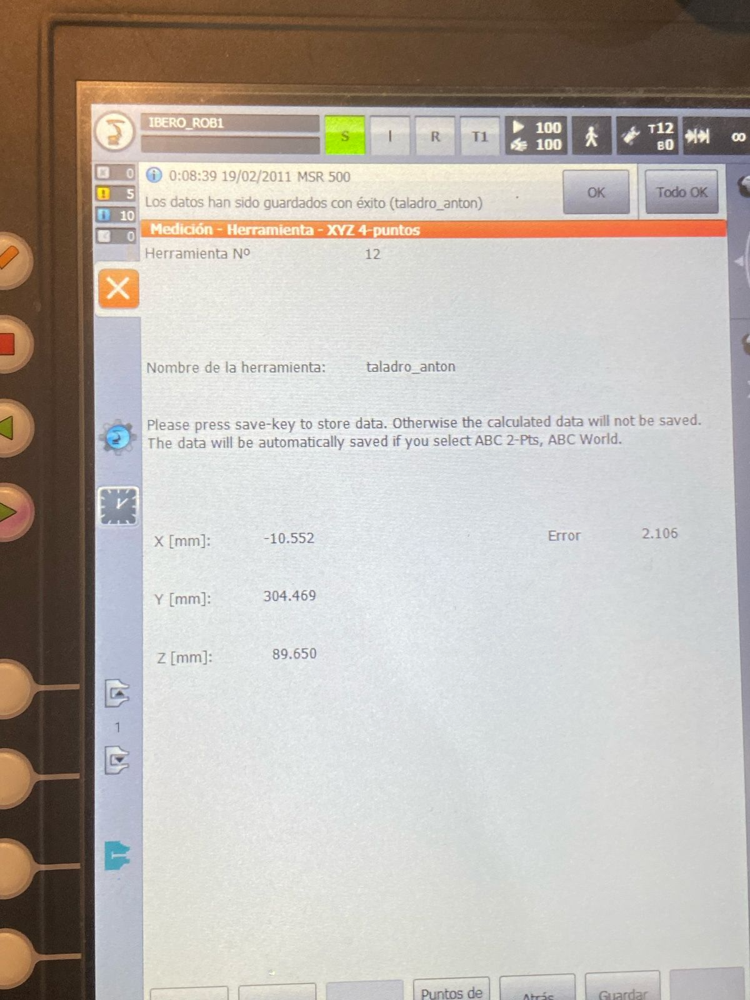 IBERO_ROB1
S I R T1 100 100 T12 B0 ∞
0
5
10
0
0:08:39 19/02/2011 MSR 500
Los datos han sido guardados con éxito (taladro_anton)
OK Todo OK
Medición - Herramienta - XYZ 4-puntos
Herramienta Nº 12
Nombre de la herramienta: taladro_anton
Please press save-key to store data. Otherwise the calculated data will not be saved.
The data will be automatically saved if you select ABC 2-Pts, ABC World.
X [mm]: -10.552 Error 2.106
Y [mm]: 304.469
Z [mm]: 89.650
1
Puntos de Atrás Guardar